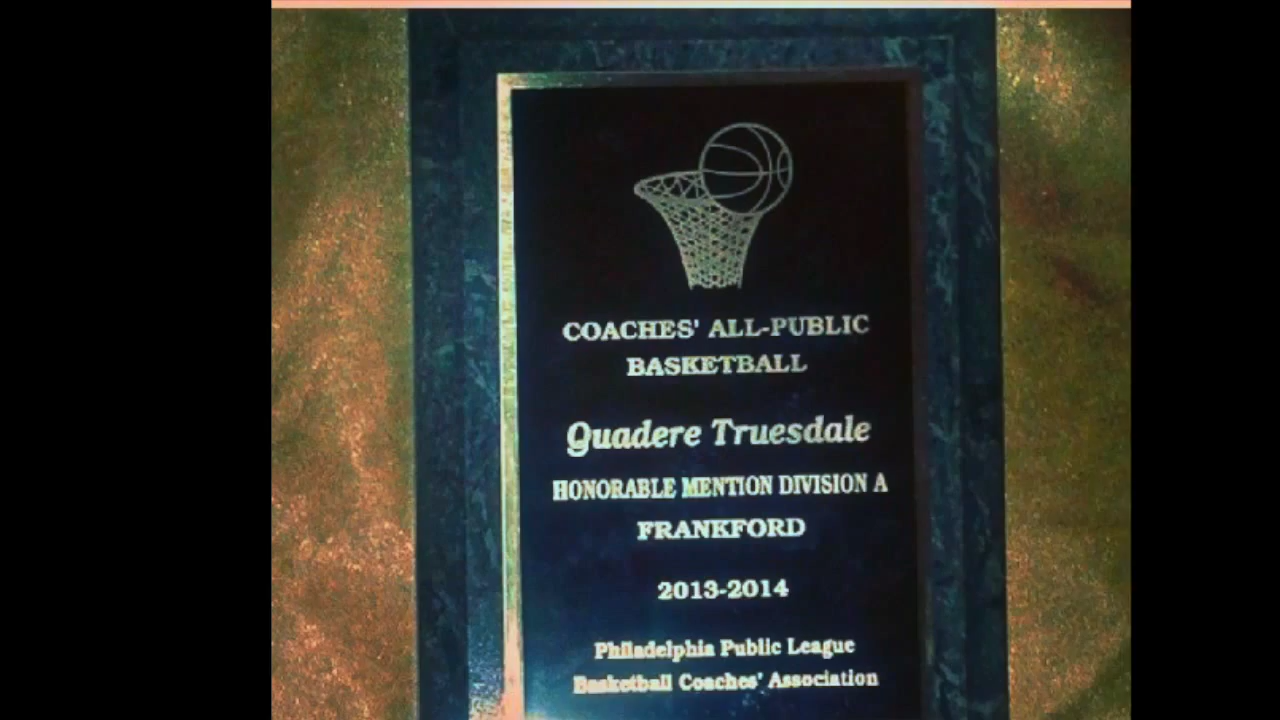 COACHES' ALL-PUBLIC
BASKETBALL
Quadere Truesdale
HONORABLE MENTION DIVISION A
FRANKFORD
2013-2014
Philadelphia Public League
Basketball Coaches' Association